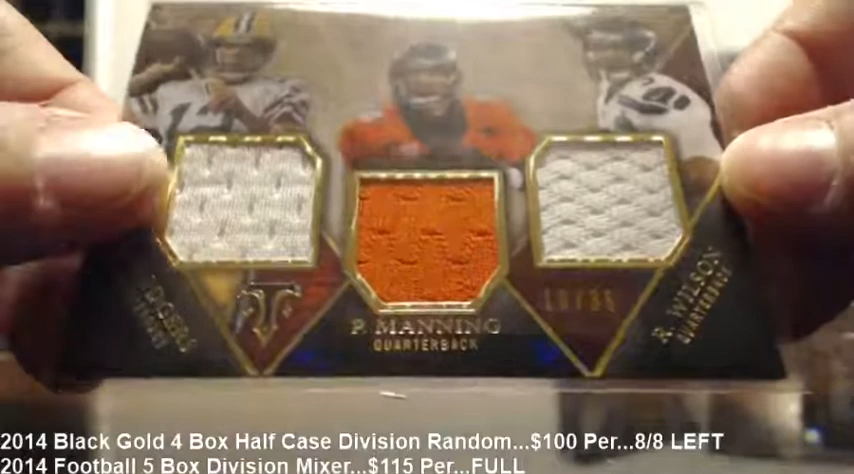 P. MANNING
QUARTERBACK
R. WILSON
QUARTERBACK
2014 Black Gold 4 Box Half Case Division Random...$100 Per...8/8 LEFT
2014 Football 5 Box Division Mixer...$115 Per...FULL